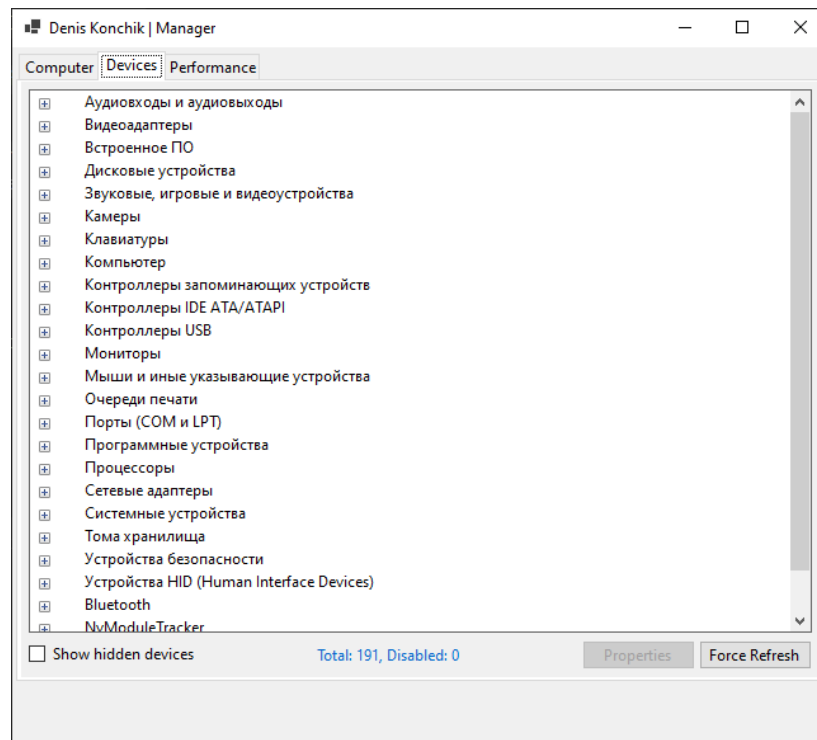 Denis Konchik | Manager
Computer Devices Performance
Аудиовходы и аудиовыходы
Видеоадаптеры
Встроенное ПО
Дисковые устройства
Звуковые, игровые и видеоустройства
Камеры
Клавиатуры
Компьютер
Контроллеры запоминающих устройств
Контроллеры IDE ATA/ATAPI
Контроллеры USB
Мониторы
Мыши и иные указывающие устройства
Очереди печати
Порты (COM и LPT)
Программные устройства
Процессоры
Сетевые адаптеры
Системные устройства
Тома хранилища
Устройства безопасности
Устройства HID (Human Interface Devices)
Bluetooth
NvModuleTracker
Show hidden devices Total: 191, Disabled: 0 Properties Force Refresh